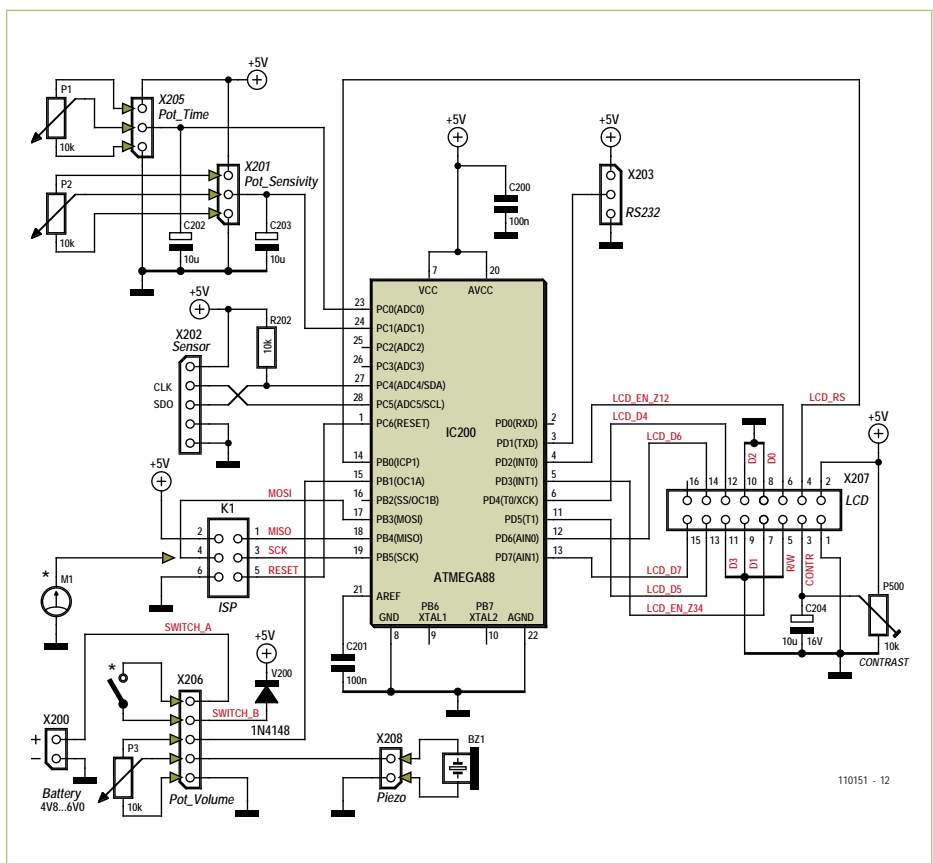 +5V
P1
10k
X205
Pot_Time
P2
10k
X201
Pot_Sensivity
C202
10u
C203
10u
+5V
C200
100n
+5V
X203
RS232
7
VCC
20
AVCC
+5V
R202
10k
X202
Sensor
CLK
SDO
23
PC0(ADC0)
24
PC1(ADC1)
25
PC2(ADC2)
26
PC3(ADC3)
27
PC4(ADC4/SDA)
28
PC5(ADC5/SCL)
1
PC6(RESET)
14
PB0(ICP1)
15
PB1(OC1A)
16
PB2(SS/OC1B)
17
PB3(MOSI)
18
PB4(MISO)
19
PB5(SCK)
21
AREF
IC200
ATMEGA88
PD0(RXD)
2
PD1(TXD)
3
PD2(INT0)
4
PD3(INT1)
5
PD4(T0/XCK)
6
PD5(T1)
11
PD6(AIN0)
12
PD7(AIN1)
13
GND
8
PB6
XTAL1
9
PB7
XTAL2
10
AGND
22
+5V
MOSI
K1
2
4
6
1
3
5
MISO
SCK
RESET
ISP
*
M1
C201
100n
SWITCH_A
+5V
V200
1N4148
*
X206
SWITCH_B
X200
+
−
Battery
4V8...6V0
P3
10k
Pot_Volume
X208
Piezo
BZ1
LCD_EN_Z12
LCD_RS
LCD_D4
LCD_D6
+5V
D2
D0
16
14
12
10
8
6
4
2
X207
LCD
15
13
11
9
7
5
3
1
D3
D1
R/W
CONTR
LCD_D7
LCD_D5
LCD_EN_Z34
C204
10u
16V
P500
10k
CONTRAST
110151 - 12